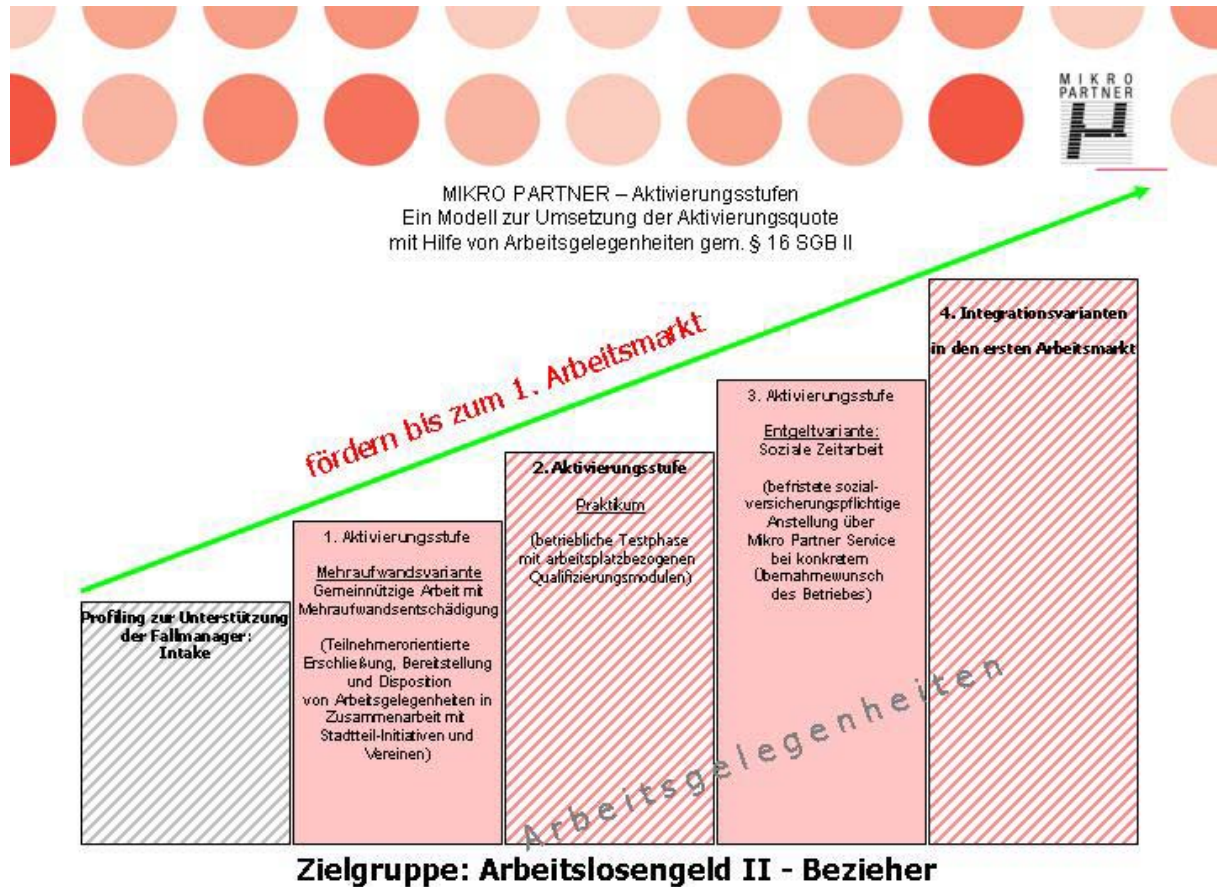 MIKRO
PARTNER
MIKRO PARTNER – Aktivierungsstufen
Ein Modell zur Umsetzung der Aktivierungsquote
mit Hilfe von Arbeitsgelegenheiten gem. § 16 SGB II
fördern bis zum 1. Arbeitsmarkt
Profiling zur Unterstützung
der Fallmanager:
Intake
1. Aktivierungsstufe
Mehraufwandsvariante
Gemeinnützige Arbeit mit
Mehraufwandsentschädigung
(Teilnehmerorientierte
Erschließung, Bereitstellung
und Disposition
von Arbeitsgelegenheiten in
Zusammenarbeit mit
Stadtteil-Initiativen und
Vereinen)
2. Aktivierungsstufe
Praktikum
(betriebliche Testphase
mit arbeitsplatzbezogenen
Qualifizierungsmodulen)
3. Aktivierungsstufe
Entgeltvariante:
Soziale Zeitarbeit
(befristete sozial-
versicherungspflichtige
Anstellung über
Mikro Partner Service
bei konkretem
Übernahmewunsch
des Betriebes)
4. Integrationsvarianten
in den ersten Arbeitsmarkt
Arbeitsgelegenheiten
Zielgruppe: Arbeitslosengeld II - Bezieher